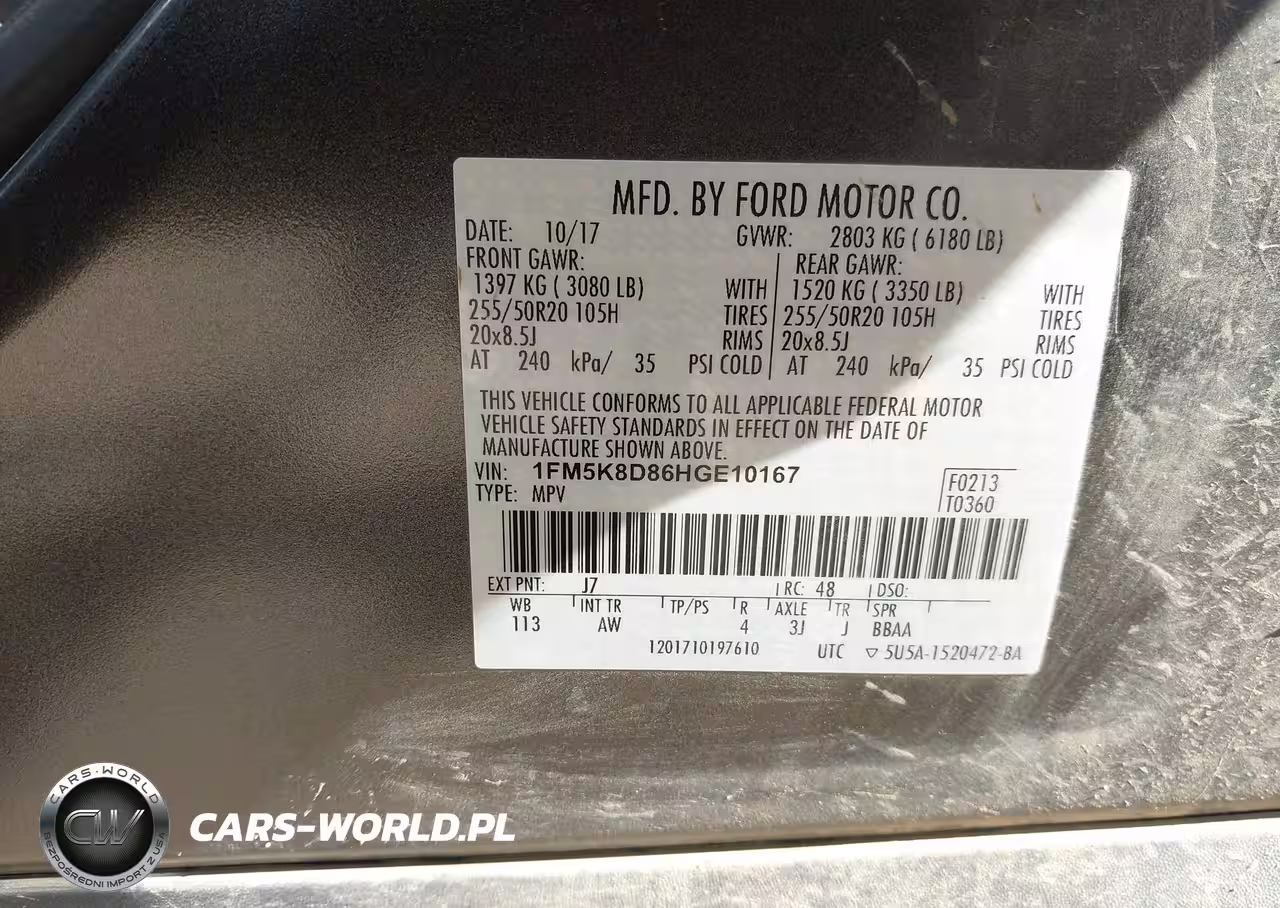 MFD. BY FORD MOTOR CO.
DATE: 10/17 GVWR: 2803 KG ( 6180 LB)
FRONT GAWR: REAR GAWR:
1397 KG ( 3080 LB) WITH 1520 KG ( 3350 LB) WITH
255/50R20 105H TIRES 255/50R20 105H TIRES
20x8.5J RIMS 20x8.5J RIMS
AT 240 kPa/ 35 PSI COLD AT 240 kPa/ 35 PSI COLD
THIS VEHICLE CONFORMS TO ALL APPLICABLE FEDERAL MOTOR
VEHICLE SAFETY STANDARDS IN EFFECT ON THE DATE OF
MANUFACTURE SHOWN ABOVE.
VIN: 1FM5K8D86HGE10167
TYPE: MPV
F0213
T0360
EXT PNT: J7 RC: 48 DSO:
WB INT TR TP/PS R AXLE TR SPR
113 AW 4 3J J BBAA
1201710197610 UTC ▽ 5U5A-1520472-BA
CARS-WORLD
CW
BEZPOŚREDNI IMPORT Z USA
CARS-WORLD.PL